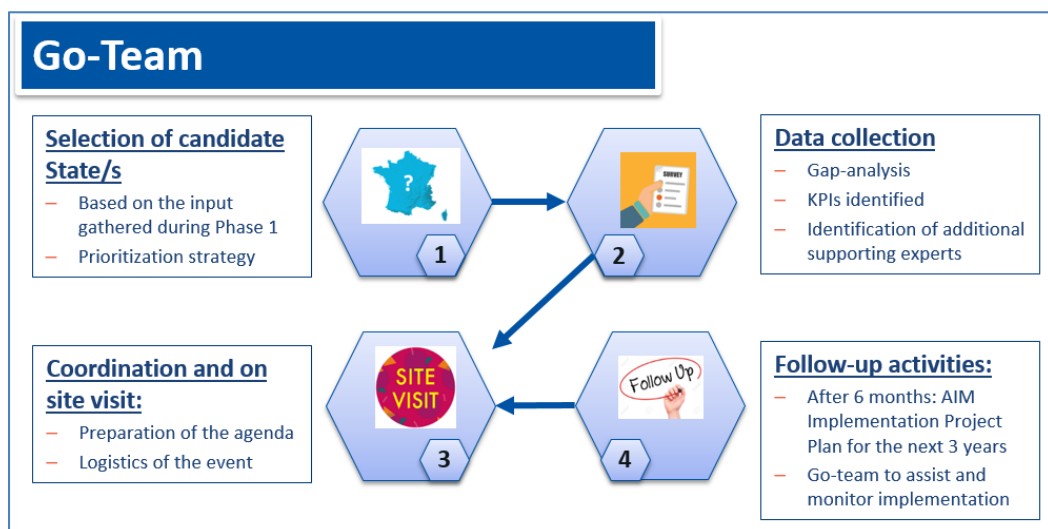 Go-Team
Selection of candidate
State/s
– Based on the input
gathered during Phase 1
– Prioritization strategy
?
1
SURVEY
2
Data collection
– Gap-analysis
– KPIs identified
– Identification of additional
supporting experts
Coordination and on
site visit:
– Preparation of the agenda
– Logistics of the event
SITE
VISIT
3
Follow Up
4
Follow-up activities:
– After 6 months: AIM
Implementation Project
Plan for the next 3 years
– Go-team to assist and
monitor implementation